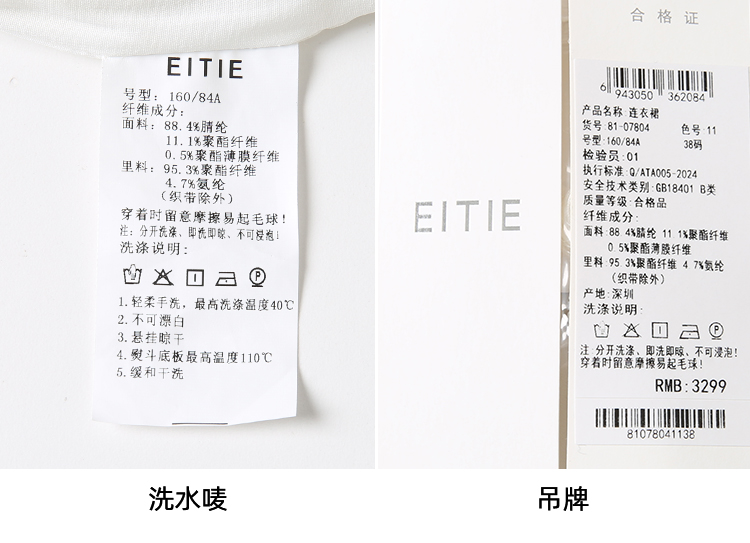 EITIE
号型: 160/84A
纤维成分:
面料: 88.4%腈纶
11.1%聚酯纤维
0.5%聚酯薄膜纤维
里料: 95.3%聚酯纤维
4.7%氨纶
(织带除外)
穿着时留意摩擦易起毛球!
注: 分开洗涤、即洗即晾、不可浸泡!
洗涤说明:
1.轻柔手洗, 最高洗涤温度40℃
2.不可漂白
3.悬挂晾干
4.熨斗底板最高温度110℃
5.缓和干洗
洗水唛
EITIE
合格证
6 943050 362084
产品名称:连衣裙
货号:81-07804 色号:11
号型:160/84A 38码
检验员:01
执行标准:Q/ATA005-2024
安全技术类别:GB18401 B类
质量等级:合格品
纤维成分:
面料:88.4%腈纶 11.1%聚酯纤维
0.5%聚酯薄膜纤维
里料:95.3%聚酯纤维 4.7%氨纶
(织带除外)
产地:深圳
洗涤说明:
注:分开洗涤、即洗即晾、不可浸泡!
穿着时留意摩擦易起毛球!
RMB:3299
81078041138
吊牌